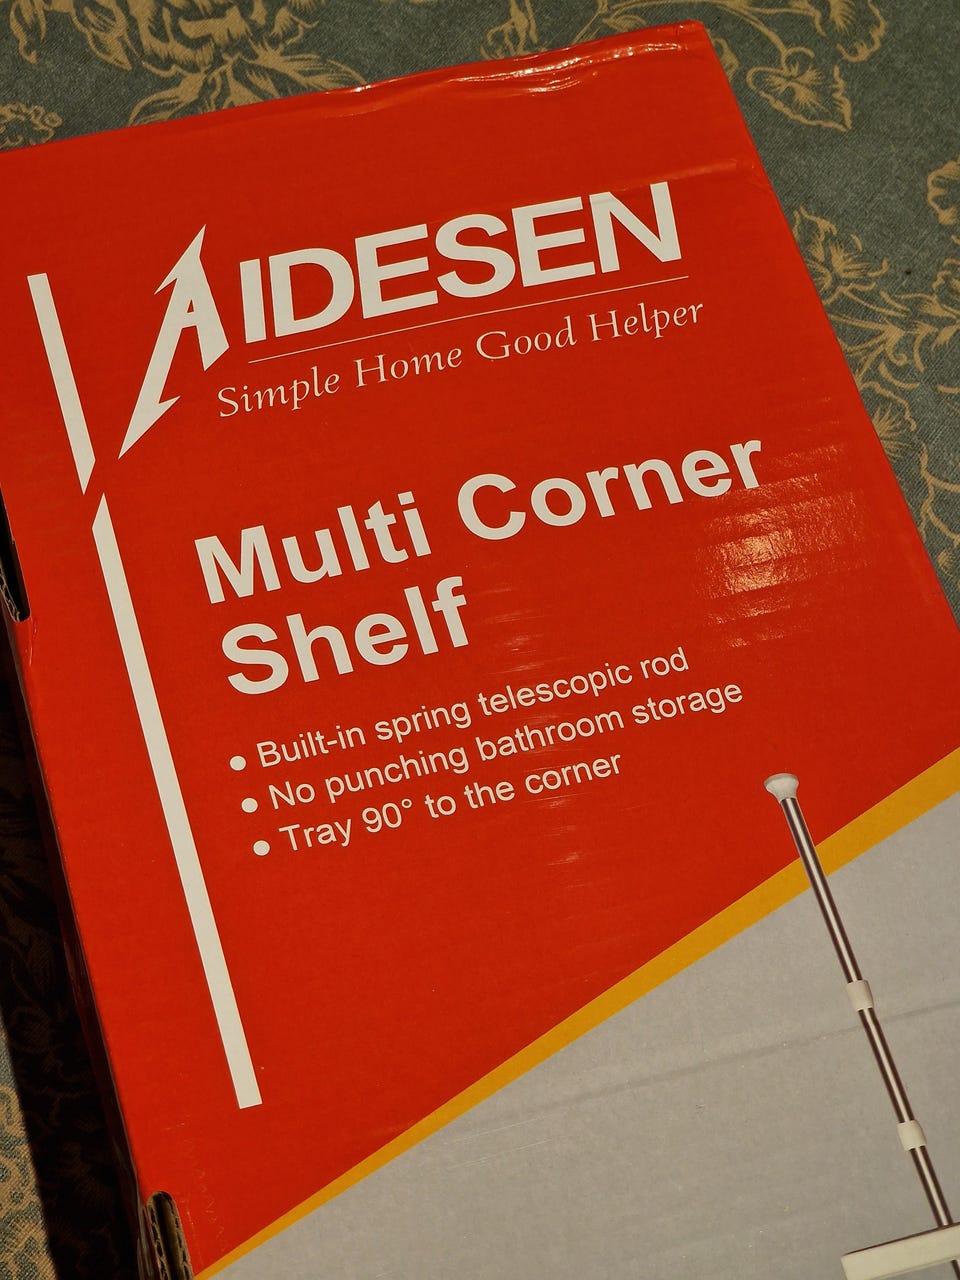 AIDESEN
Simple Home Good Helper
Multi Corner
Shelf
• Built-in spring telescopic rod
• No punching bathroom storage
• Tray 90° to the corner